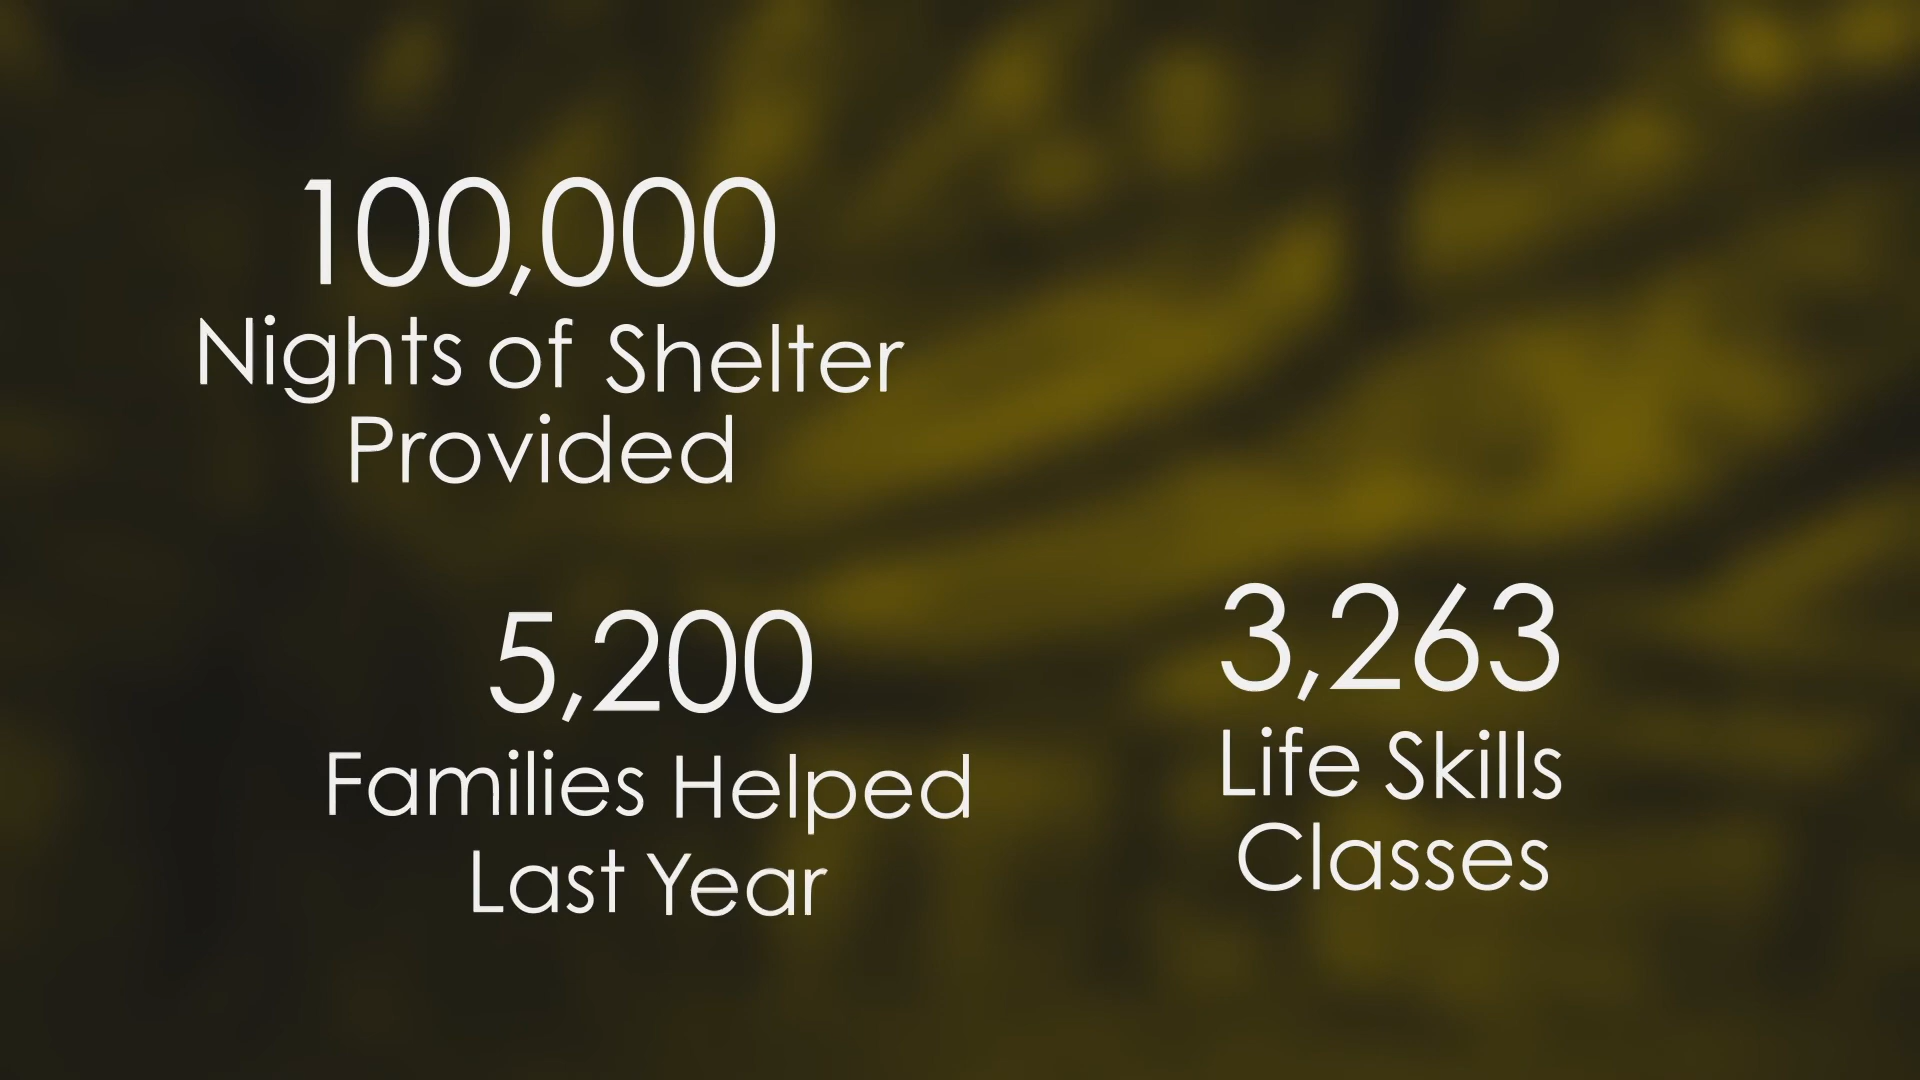 100,000
Nights of Shelter
Provided
5,200
Families Helped
Last Year
3,263
Life Skills
Classes